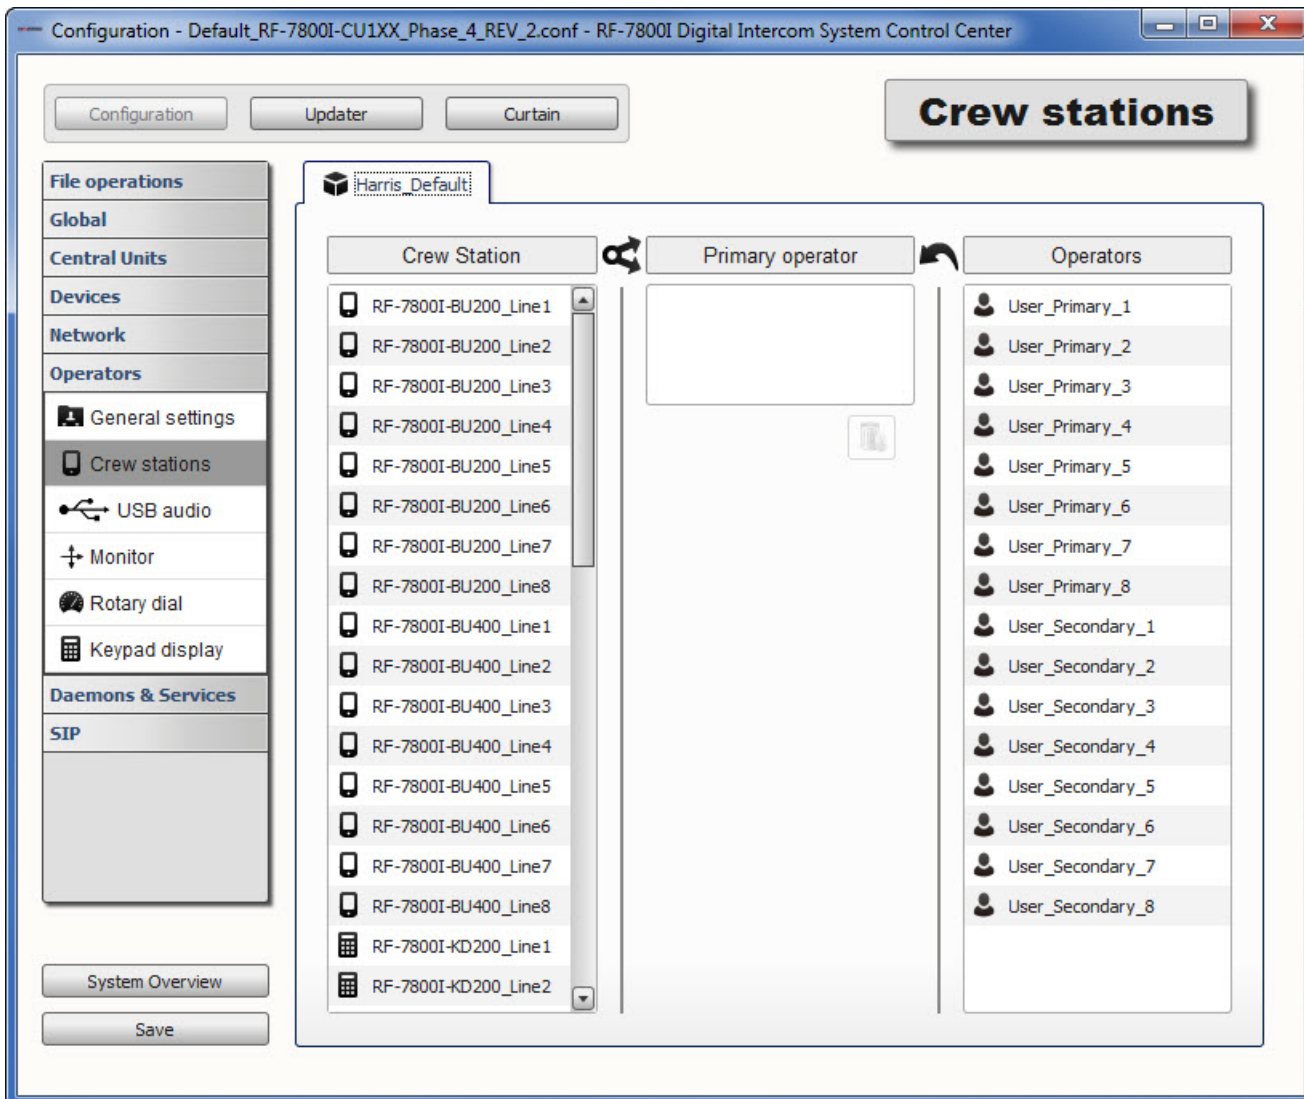 Configuration - Default_RF-7800I-CU1XX_Phase_4_REV_2.conf - RF-7800I Digital Intercom System Control Center
Configuration
Updater
Curtain
Crew stations
File operations
Global
Central Units
Devices
Network
Operators
General settings
Crew stations
USB audio
Monitor
Rotary dial
Keypad display
Daemons & Services
SIP
System Overview
Save
Harris_Default
Crew Station
RF-7800I-BU200_Line1
RF-7800I-BU200_Line2
RF-7800I-BU200_Line3
RF-7800I-BU200_Line4
RF-7800I-BU200_Line5
RF-7800I-BU200_Line6
RF-7800I-BU200_Line7
RF-7800I-BU200_Line8
RF-7800I-BU400_Line1
RF-7800I-BU400_Line2
RF-7800I-BU400_Line3
RF-7800I-BU400_Line4
RF-7800I-BU400_Line5
RF-7800I-BU400_Line6
RF-7800I-BU400_Line7
RF-7800I-BU400_Line8
RF-7800I-KD200_Line1
RF-7800I-KD200_Line2
Primary operator
Operators
User_Primary_1
User_Primary_2
User_Primary_3
User_Primary_4
User_Primary_5
User_Primary_6
User_Primary_7
User_Primary_8
User_Secondary_1
User_Secondary_2
User_Secondary_3
User_Secondary_4
User_Secondary_5
User_Secondary_6
User_Secondary_7
User_Secondary_8